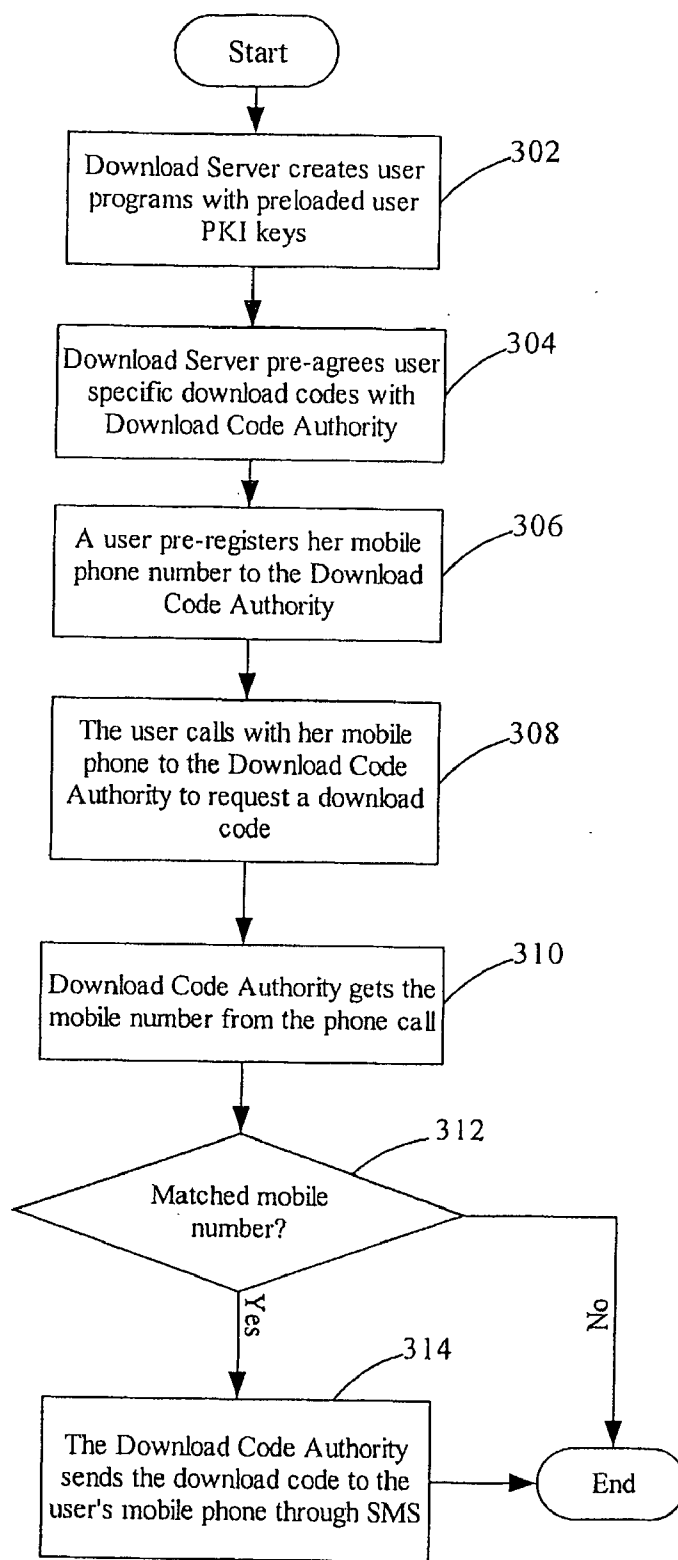 Start
302
Download Server creates user
programs with preloaded user
PKI keys
304
Download Server pre-agrees user
specific download codes with
Download Code Authority
306
A user pre-registers her mobile
phone number to the Download
Code Authority
308
The user calls with her mobile
phone to the Download Code
Authority to request a download
code
310
Download Code Authority gets the
mobile number from the phone call
312
Matched mobile
number?
Yes
No
314
The Download Code Authority
sends the download code to the
user's mobile phone through SMS
End